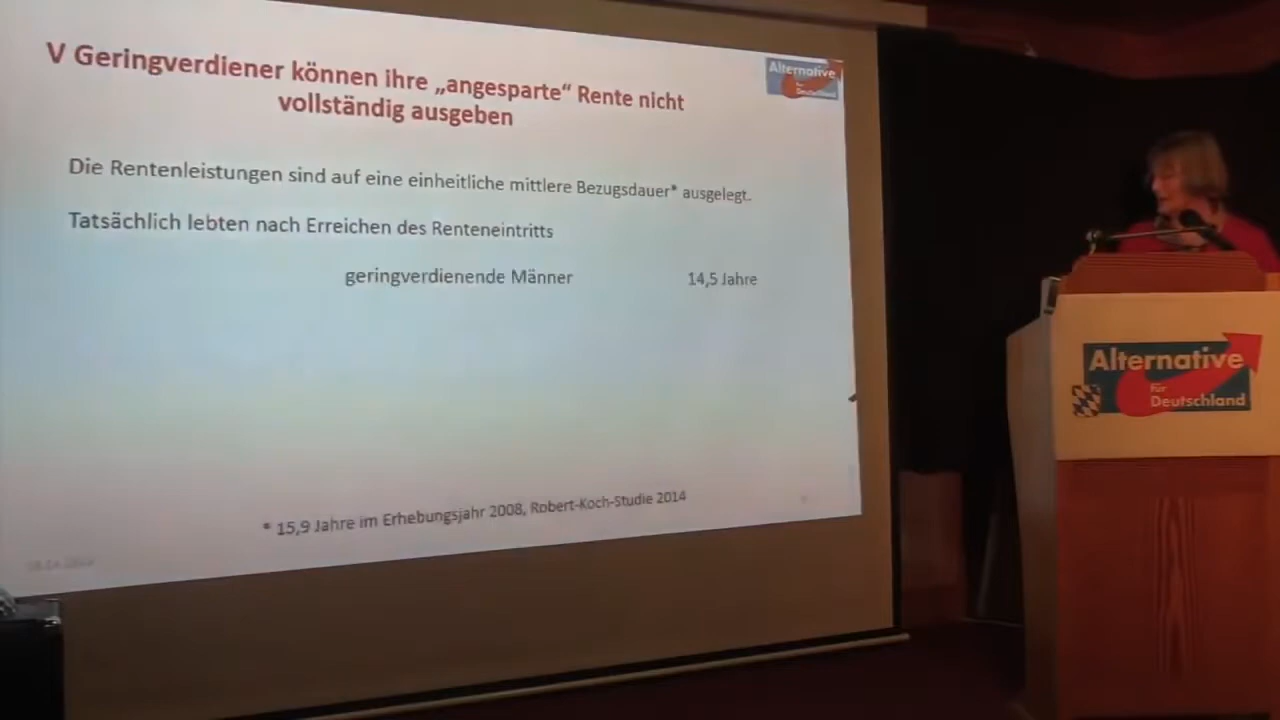 V Geringverdiener können ihre „angesparte“ Rente nicht
vollständig ausgeben
Alternative
für
Deutschland
Die Rentenleistungen sind auf eine einheitliche mittlere Bezugsdauer* ausgelegt.
Tatsächlich lebten nach Erreichen des Renteneintritts
geringverdienende Männer 14,5 Jahre
* 15,9 Jahre im Erhebungsjahr 2008, Robert-Koch-Studie 2014
Alternative
für
Deutschland